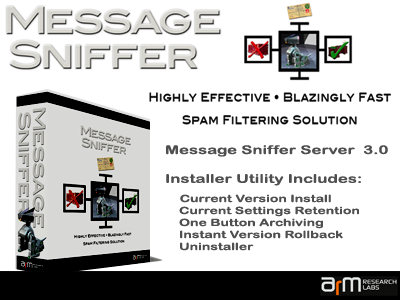 MESSAGE
SNIFFER
HIGHLY EFFECTIVE • BLAZINGLY FAST
SPAM FILTERING SOLUTION
Message Sniffer Server 3.0
Installer Utility Includes:
Current Version Install
Current Settings Retention
One Button Archiving
Instant Version Rollback
Uninstaller
MESSAGE
SNIFFER
MESSAGE
SNIFFER
HIGHLY EFFECTIVE • BLAZINGLY FAST
SPAM FILTERING SOLUTION
arm RESEARCH
LABS